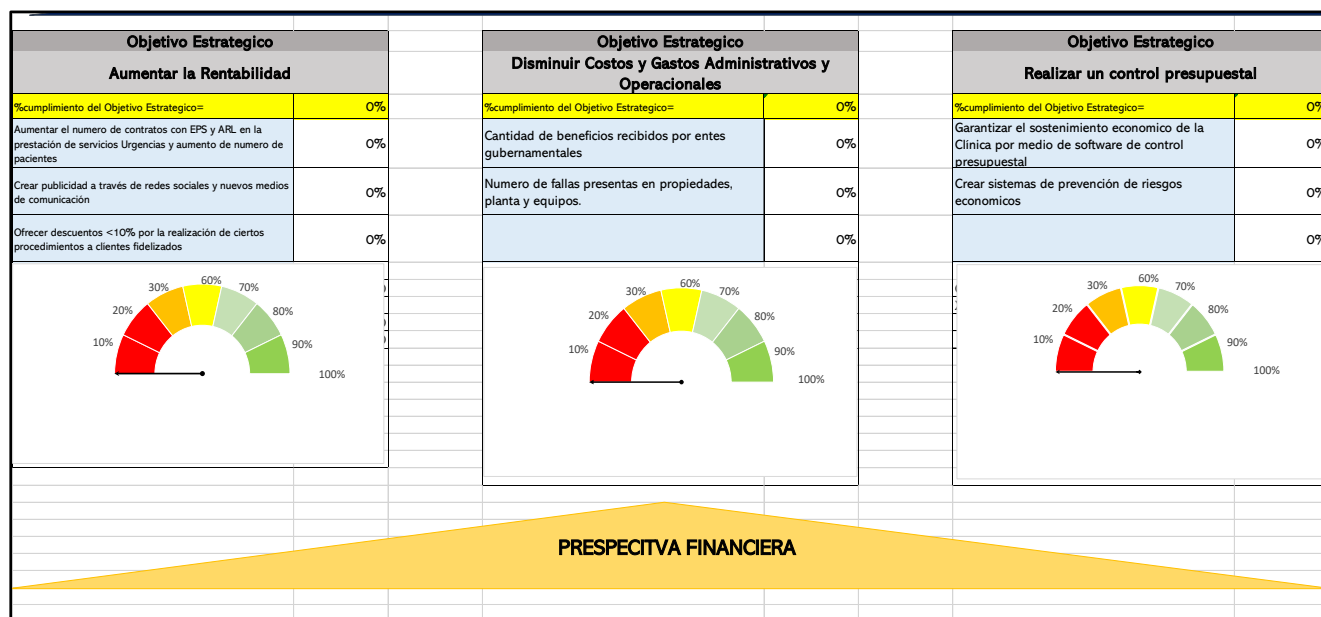 Objetivo Estrategico
Aumentar la Rentabilidad
%cumplimiento del Objetivo Estrategico= 0%
Aumentar el numero de contratos con EPS y ARL en la
prestación de servicios Urgencias y aumento de numero de
pacientes
0%
Crear publicidad a través de redes sociales y nuevos medios
de comunicación
0%
Ofrecer descuentos <10% por la realización de ciertos
procedimientos a clientes fidelizados
0%
10%
20%
30%
60%
70%
80%
90%
100%
Objetivo Estrategico
Disminuir Costos y Gastos Administrativos y
Operacionales
%cumplimiento del Objetivo Estrategico= 0%
Cantidad de beneficios recibidos por entes
gubernamentales
0%
Numero de fallas presentas en propiedades,
planta y equipos.
0%
0%
10%
20%
30%
60%
70%
80%
90%
100%
Objetivo Estrategico
Realizar un control presupuestal
%cumplimiento del Objetivo Estrategico= 0%
Garantizar el sostenimiento economico de la
Clínica por medio de software de control
presupuestal
0%
Crear sistemas de prevención de riesgos
economicos
0%
0%
10%
20%
30%
60%
70%
80%
90%
100%
PRESPECITVA FINANCIERA